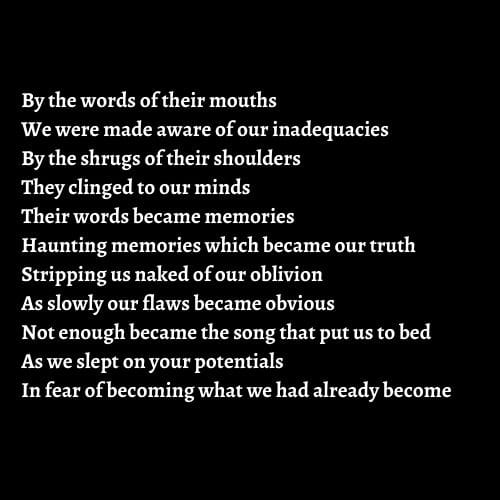 By the words of their mouths
We were made aware of our inadequacies
By the shrugs of their shoulders
They clinged to our minds
Their words became memories
Haunting memories which became our truth
Stripping us naked of our oblivion
As slowly our flaws became obvious
Not enough became the song that put us to bed
As we slept on your potentials
In fear of becoming what we had already become